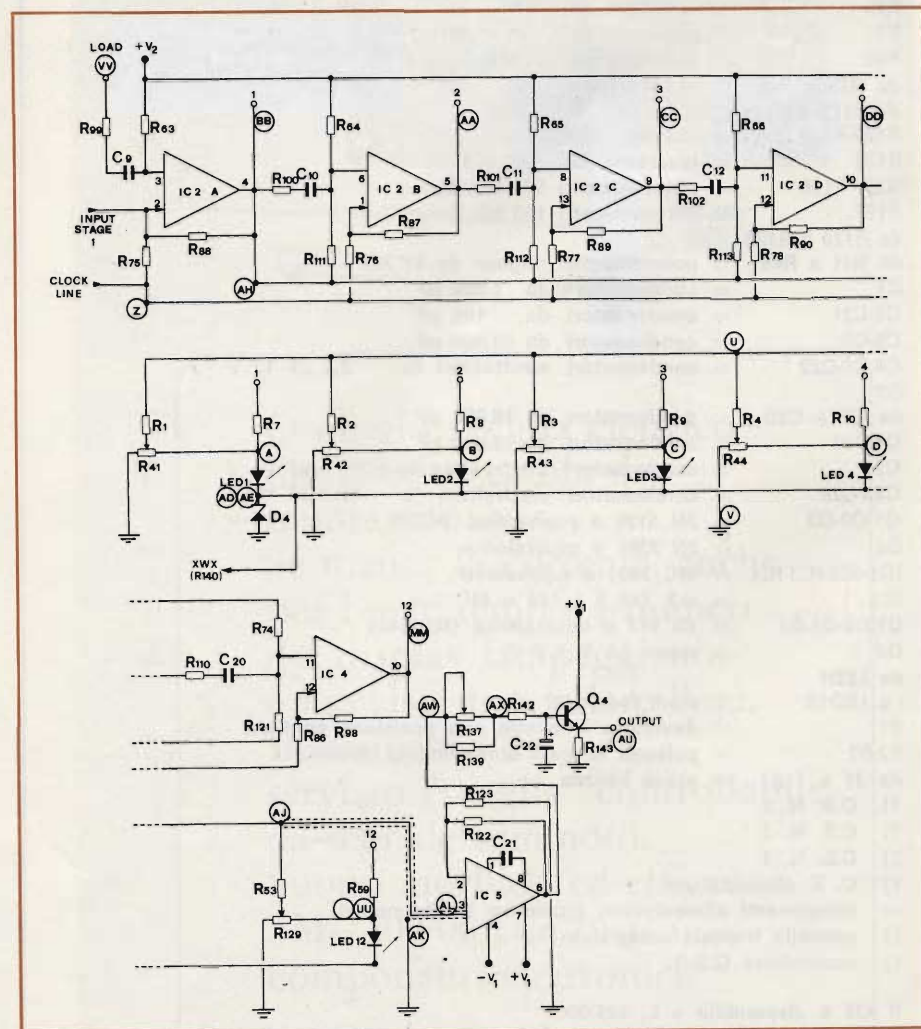 LOAD
VV
+V2
1
2
3
4
BB
AA
CC
DD
R99
R63
R64
R65
R66
C9
3
IC 2 A
4
2
R100
C10
6
IC 2 B
5
1
R101
C11
8
IC 2 C
9
13
R102
C12
11
IC 2 D
10
12
INPUT
STAGE
1
R75
R88
R87
R89
R90
R111
R76
R112
R77
R113
R78
CLOCK
LINE
AH
Z
U
1
2
3
4
R1
R7
R2
R8
R3
R9
R4
R10
R41
A
R42
B
R43
C
R44
D
LED1
LED2
LED3
LED 4
AD
AE
D4
V
XWX
(R140)
R74
12
MM
+V1
R110
C20
11
IC 4
10
12
R121
R86
R98
AW
R137
AX
R142
Q4
OUTPUT
AU
R139
C22
+
R143
AJ
12
R123
R122
C21
R53
R59
2
1
8
IC 5
6
AL
3
4
7
R129
UU
LED 12
AK
-V1
+V1